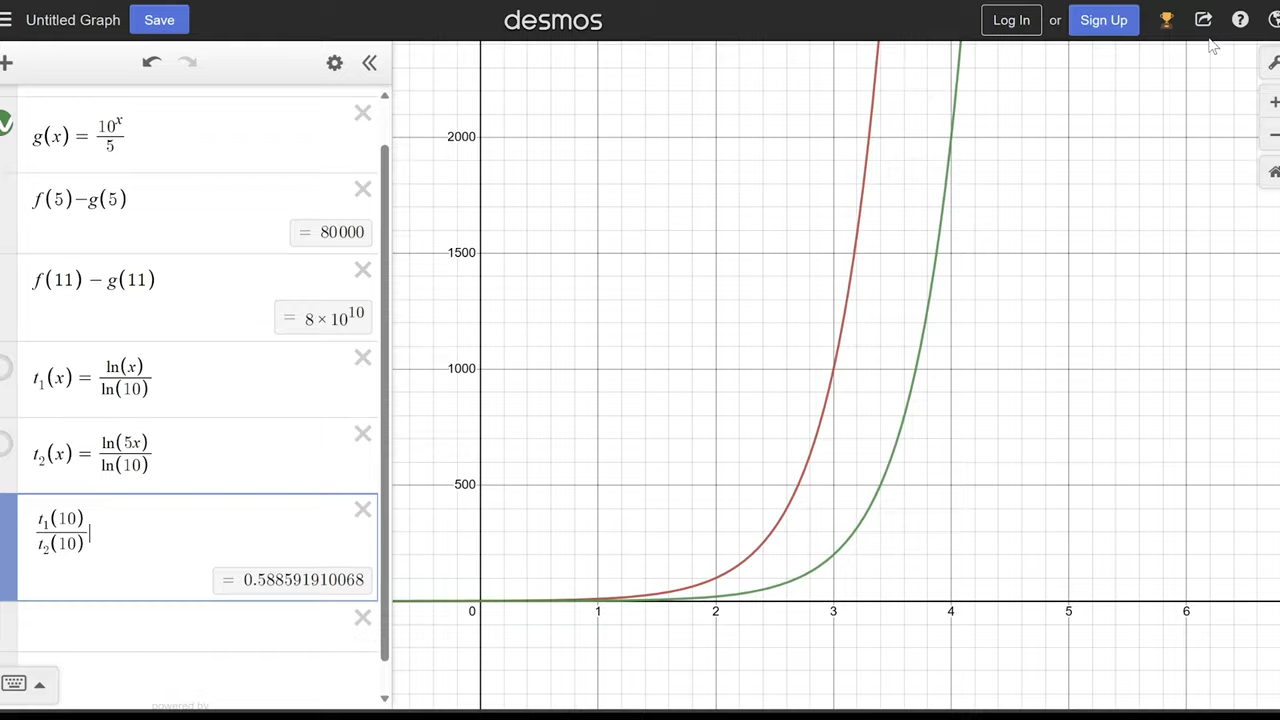 Untitled Graph Save desmos Log In or Sign Up
g(x) = 10^x/5
f(5)−g(5)
= 80000
f(11) − g(11)
= 8 × 10^10
t₁(x) = ln(x)/ln(10)
t₂(x) = ln(5x)/ln(10)
t₁(10)/t₂(10)
= 0.588591910068
powered by
2000
1500
1000
500
0 1 2 3 4 5 6